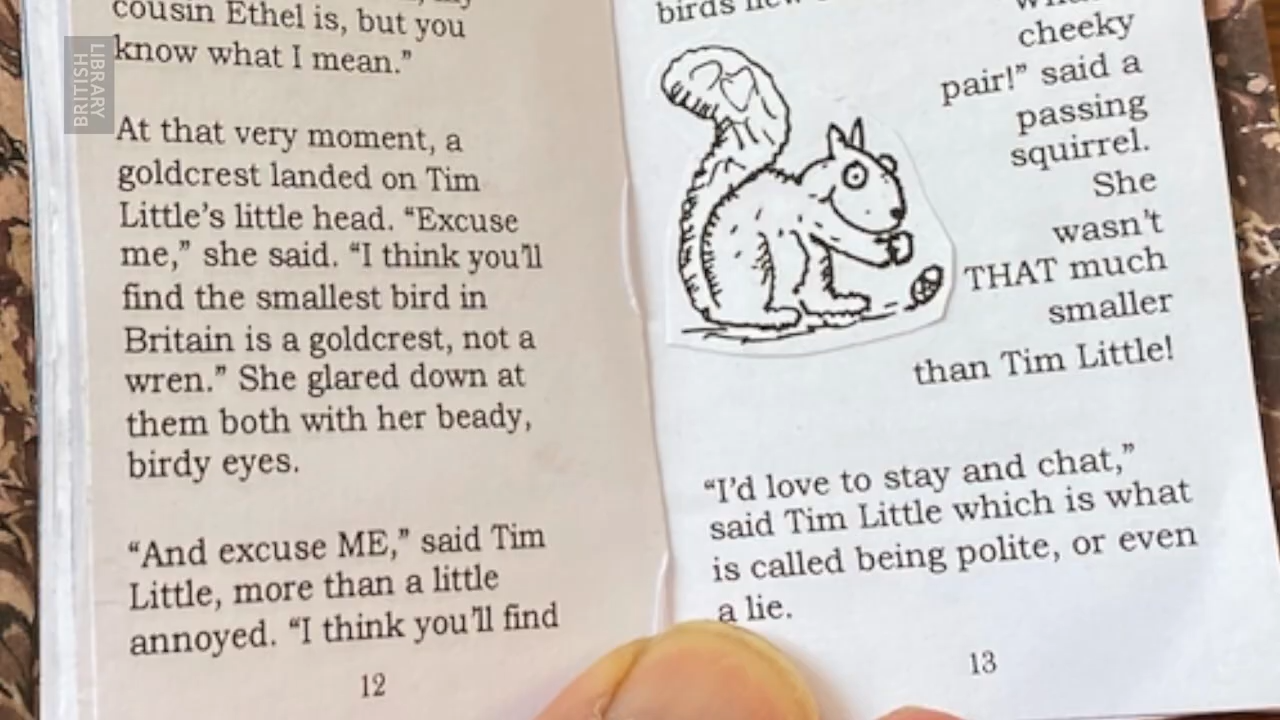 BRITISH
LIBRARY
cousin Ethel is, but you
know what I mean.”
At that very moment, a
goldcrest landed on Tim
Little’s little head. “Excuse
me,” she said. “I think you’ll
find the smallest bird in
Britain is a goldcrest, not a
wren.” She glared down at
them both with her beady,
birdy eyes.
“And excuse ME,” said Tim
Little, more than a little
annoyed. “I think you’ll find
12
birds
cheeky
pair!” said a
passing
squirrel.
She
wasn’t
THAT much
smaller
than Tim Little!
“I’d love to stay and chat,”
said Tim Little which is what
is called being polite, or even
a lie.
13